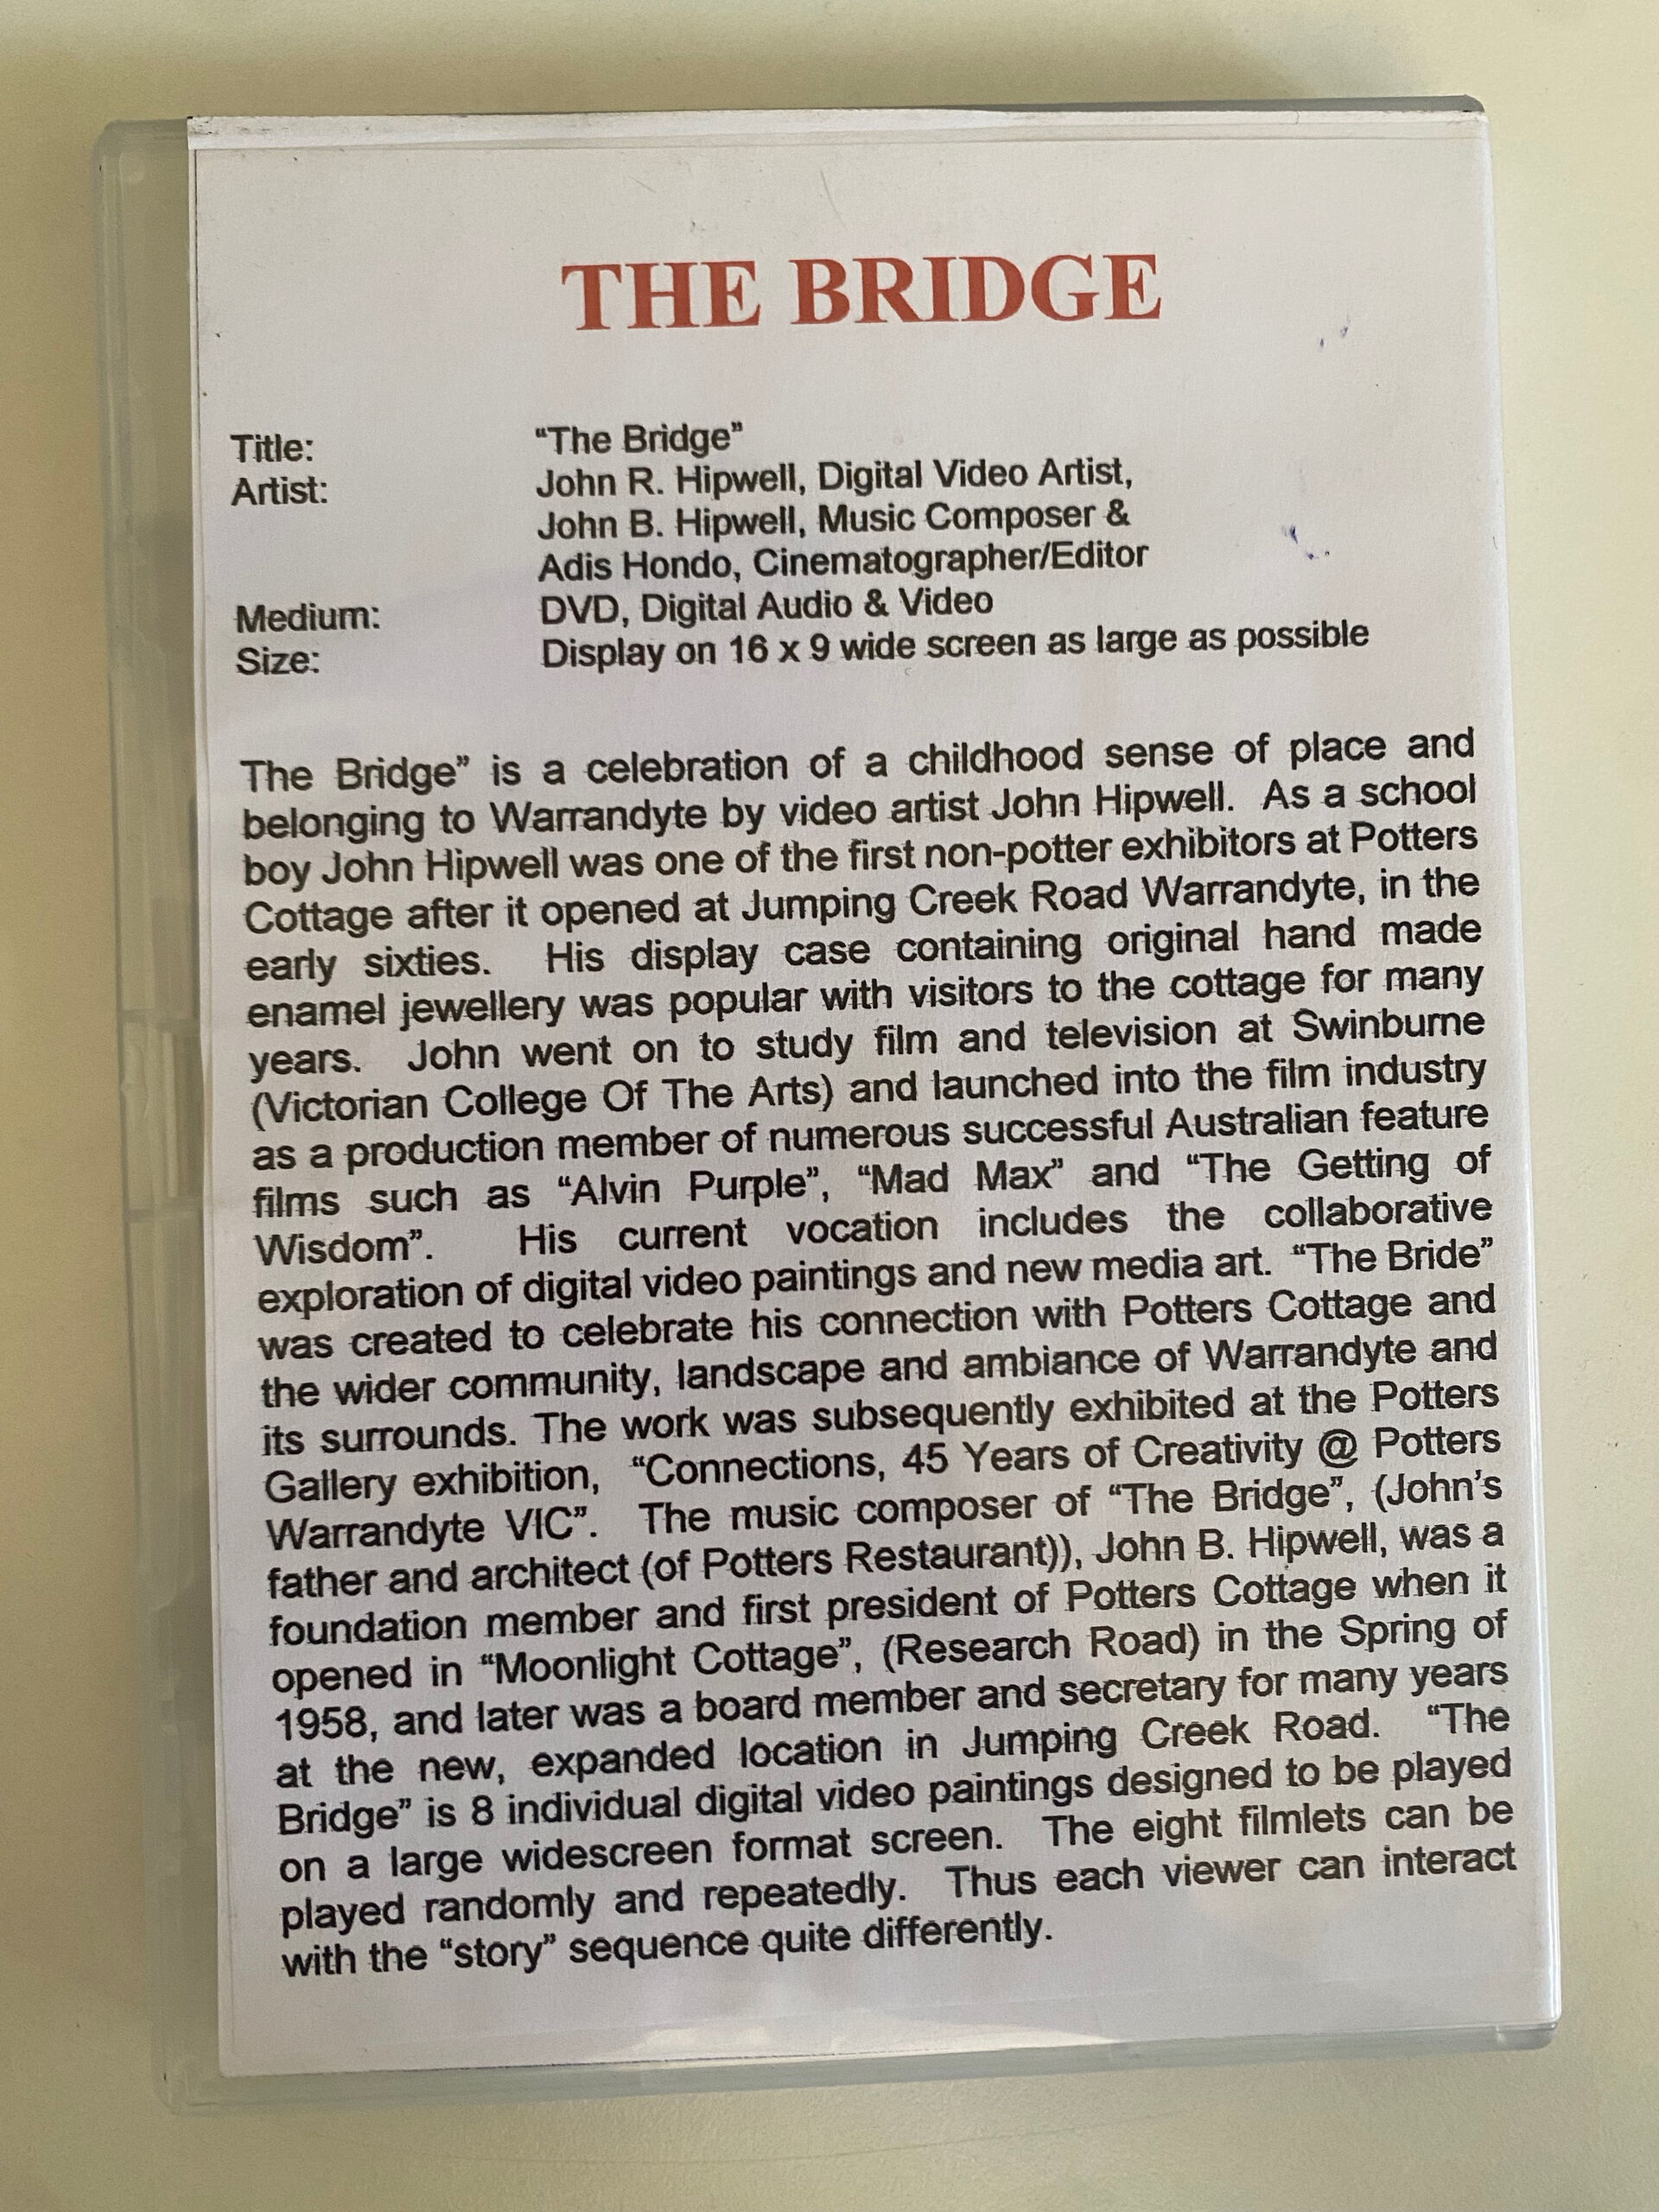 THE BRIDGE
Title: “The Bridge”
Artist: John R. Hipwell, Digital Video Artist,
John B. Hipwell, Music Composer &
Adis Hondo, Cinematographer/Editor
Medium: DVD, Digital Audio & Video
Size: Display on 16 x 9 wide screen as large as possible
The Bridge” is a celebration of a childhood sense of place and
belonging to Warrandyte by video artist John Hipwell. As a school
boy John Hipwell was one of the first non-potter exhibitors at Potters
Cottage after it opened at Jumping Creek Road Warrandyte, in the
early sixties. His display case containing original hand made
enamel jewellery was popular with visitors to the cottage for many
years. John went on to study film and television at Swinburne
(Victorian College Of The Arts) and launched into the film industry
as a production member of numerous successful Australian feature
films such as “Alvin Purple”, “Mad Max” and “The Getting of
Wisdom”. His current vocation includes the collaborative
exploration of digital video paintings and new media art. “The Bride”
was created to celebrate his connection with Potters Cottage and
the wider community, landscape and ambiance of Warrandyte and
its surrounds. The work was subsequently exhibited at the Potters
Gallery exhibition, “Connections, 45 Years of Creativity @ Potters
Warrandyte VIC”. The music composer of “The Bridge”, (John’s
father and architect (of Potters Restaurant)), John B. Hipwell, was a
foundation member and first president of Potters Cottage when it
opened in “Moonlight Cottage”, (Research Road) in the Spring of
1958, and later was a board member and secretary for many years
at the new, expanded location in Jumping Creek Road. “The
Bridge” is 8 individual digital video paintings designed to be played
on a large widescreen format screen. The eight filmlets can be
played randomly and repeatedly. Thus each viewer can interact
with the “story” sequence quite differently.